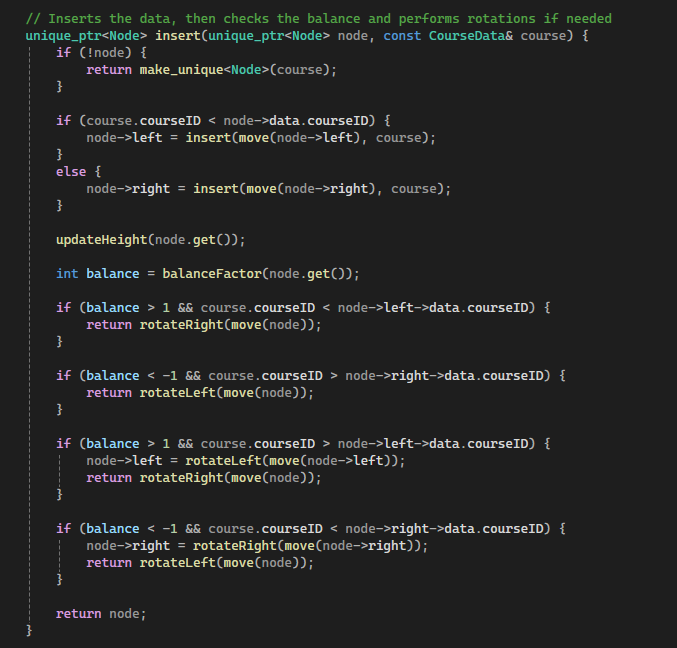 // Inserts the data, then checks the balance and performs rotations if needed
unique_ptr<Node> insert(unique_ptr<Node> node, const CourseData& course) {
    if (!node) {
        return make_unique<Node>(course);
    }

    if (course.courseID < node->data.courseID) {
        node->left = insert(move(node->left), course);
    }
    else {
        node->right = insert(move(node->right), course);
    }

    updateHeight(node.get());

    int balance = balanceFactor(node.get());

    if (balance > 1 && course.courseID < node->left->data.courseID) {
        return rotateRight(move(node));
    }

    if (balance < -1 && course.courseID > node->right->data.courseID) {
        return rotateLeft(move(node));
    }

    if (balance > 1 && course.courseID > node->left->data.courseID) {
        node->left = rotateLeft(move(node->left));
        return rotateRight(move(node));
    }

    if (balance < -1 && course.courseID < node->right->data.courseID) {
        node->right = rotateRight(move(node->right));
        return rotateLeft(move(node));
    }

    return node;
}